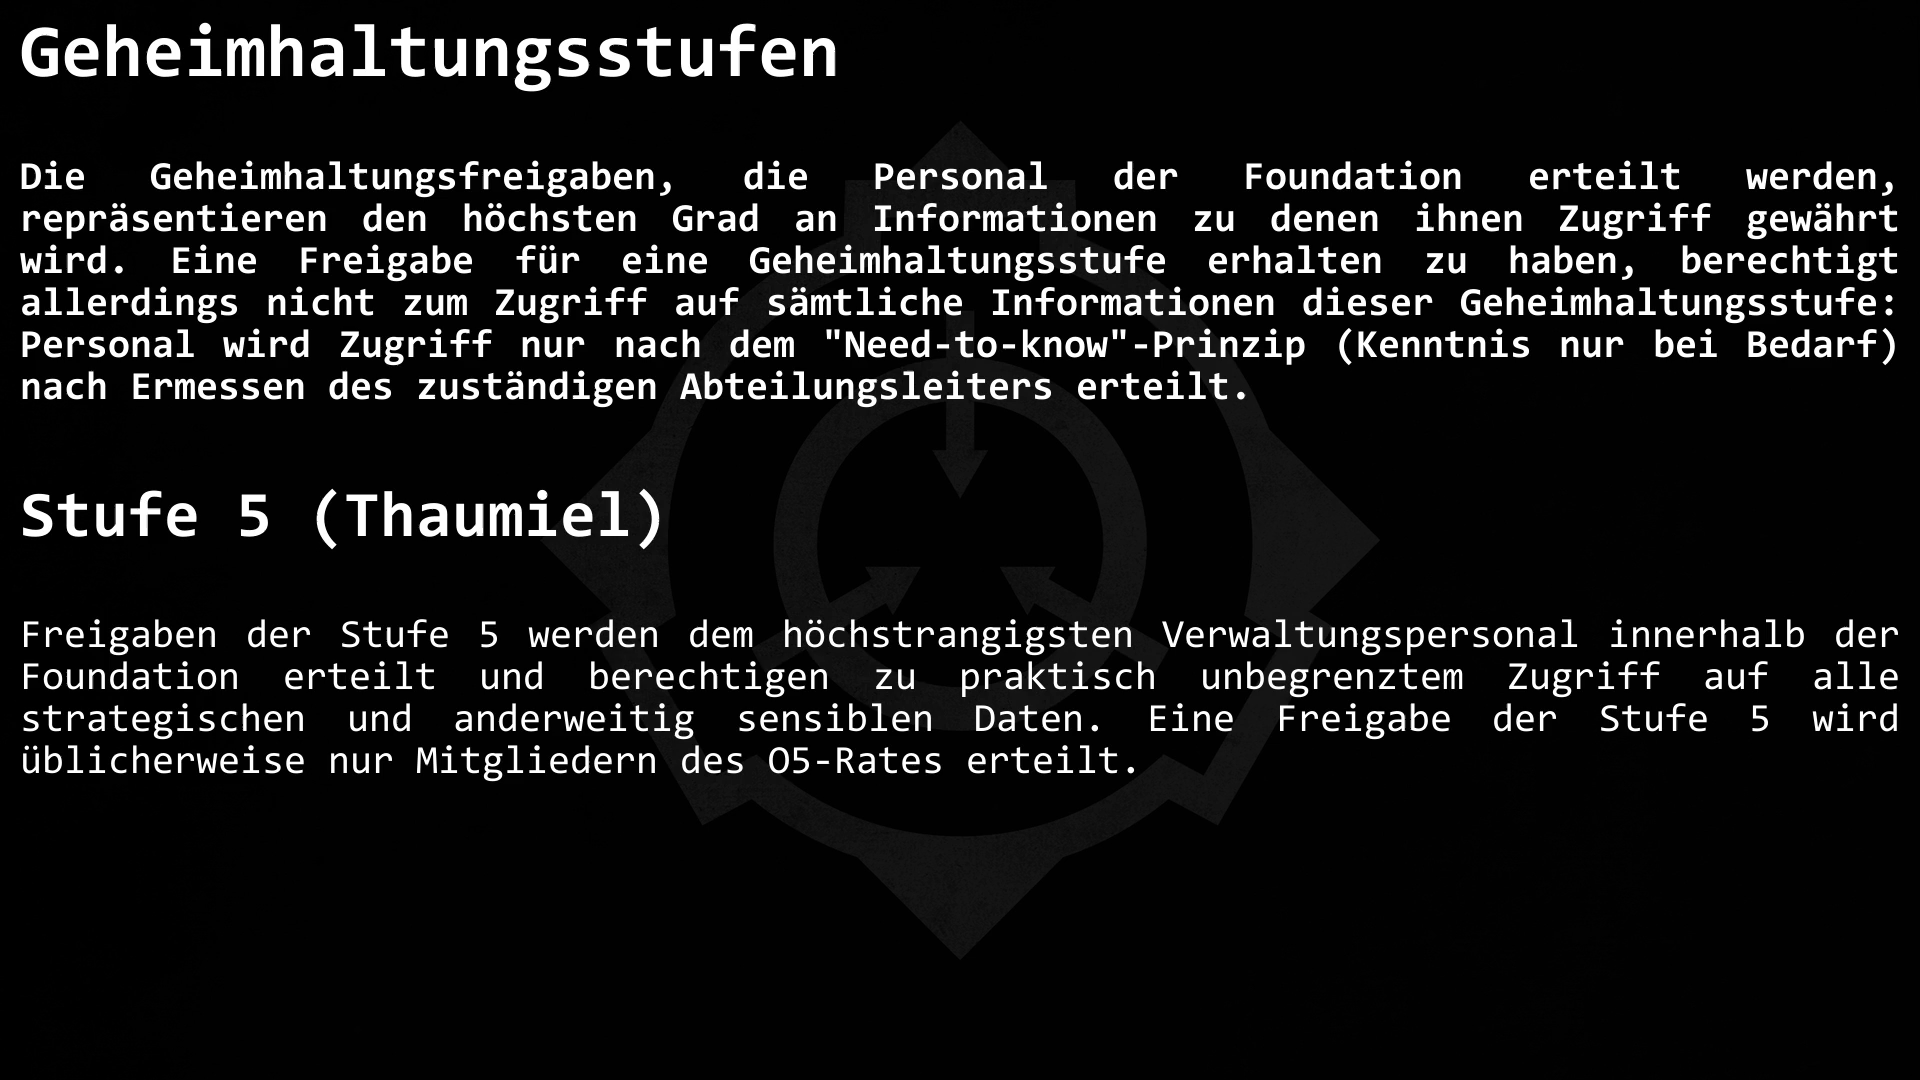 Geheimhaltungsstufen
Die Geheimhaltungsfreigaben, die Personal der Foundation erteilt werden,
repräsentieren den höchsten Grad an Informationen zu denen ihnen Zugriff gewährt
wird. Eine Freigabe für eine Geheimhaltungsstufe erhalten zu haben, berechtigt
allerdings nicht zum Zugriff auf sämtliche Informationen dieser Geheimhaltungsstufe:
Personal wird Zugriff nur nach dem "Need-to-know"-Prinzip (Kenntnis nur bei Bedarf)
nach Ermessen des zuständigen Abteilungsleiters erteilt.
Stufe 5 (Thaumiel)
Freigaben der Stufe 5 werden dem höchstrangigsten Verwaltungspersonal innerhalb der
Foundation erteilt und berechtigen zu praktisch unbegrenztem Zugriff auf alle
strategischen und anderweitig sensiblen Daten. Eine Freigabe der Stufe 5 wird
üblicherweise nur Mitgliedern des O5-Rates erteilt.